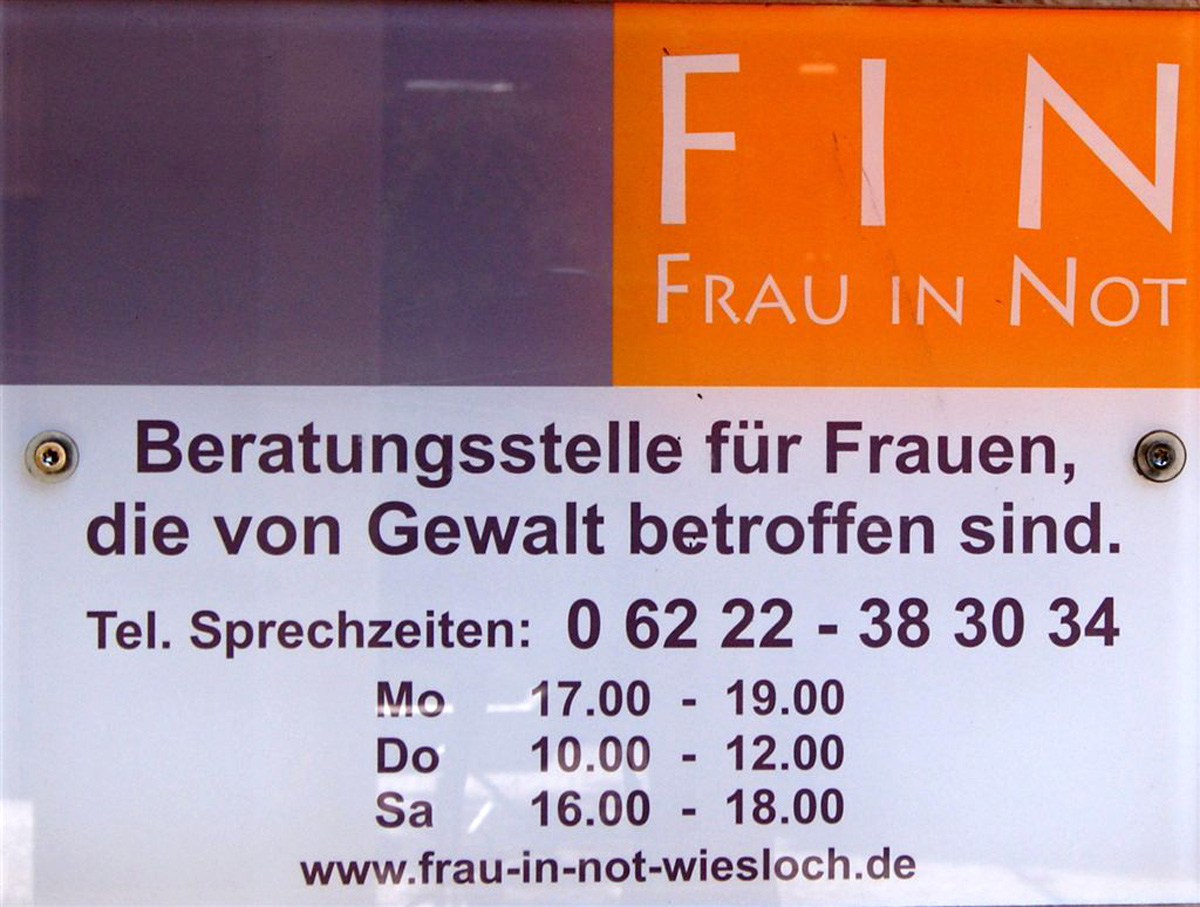 FIN
FRAU IN NOT
Beratungsstelle für Frauen,
die von Gewalt betroffen sind.
Tel. Sprechzeiten: 0 62 22 - 38 30 34
Mo 17.00 - 19.00
Do 10.00 - 12.00
Sa 16.00 - 18.00
www.frau-in-not-wiesloch.de